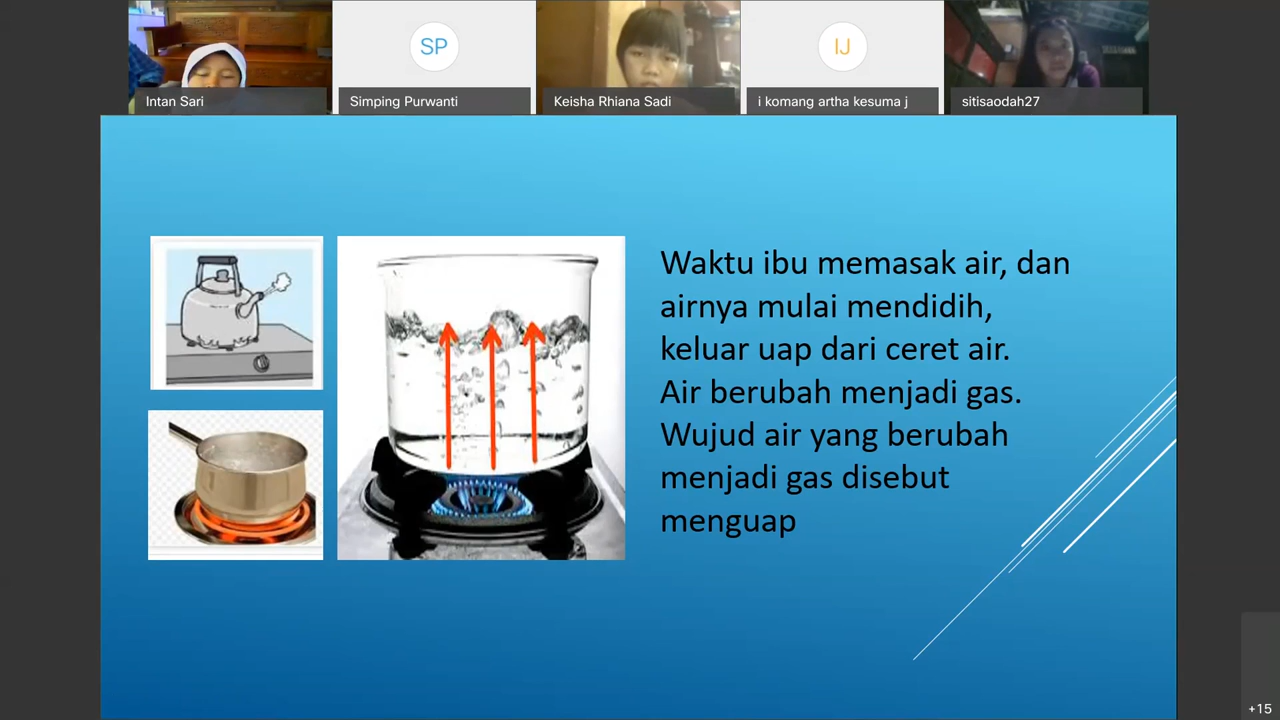 SP
IJ
Intan Sari
Simping Purwanti
Keisha Rhiana Sadi
i komang artha kesuma j
sitisaodah27
Waktu ibu memasak air, dan
airnya mulai mendidih,
keluar uap dari ceret air.
Air berubah menjadi gas.
Wujud air yang berubah
menjadi gas disebut
menguap
+15